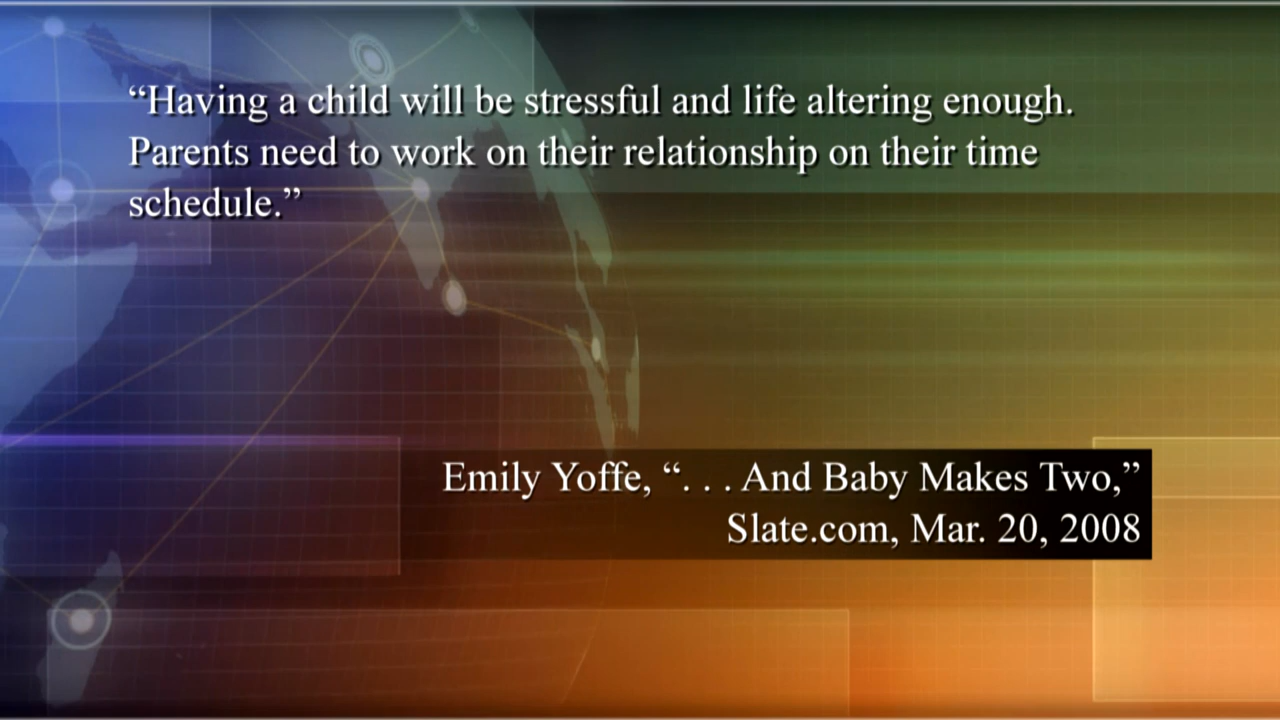 “Having a child will be stressful and life altering enough.
Parents need to work on their relationship on their time
schedule.”
Emily Yoffe, “. . . And Baby Makes Two,”
Slate.com, Mar. 20, 2008